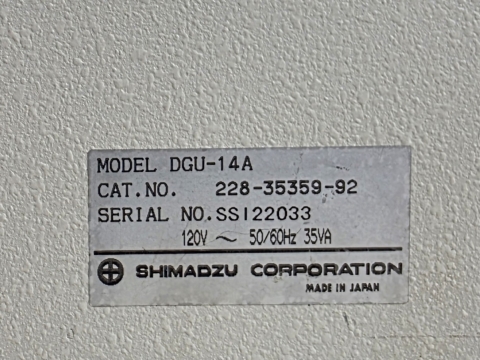 MODEL DGU-14A
CAT.NO. 228-35359-92
SERIAL NO.SSI22033
120V ～ 50/60Hz 35VA
SHIMADZU CORPORATION
MADE IN JAPAN